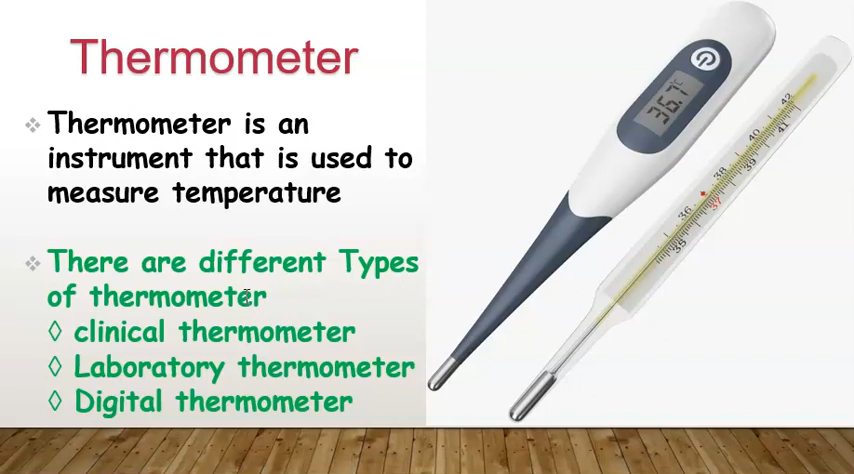 Thermometer
Thermometer is an
instrument that is used to
measure temperature
There are different Types
of thermometer
clinical thermometer
Laboratory thermometer
Digital thermometer
36.7°C
42
41
40
39
38
37
36
35